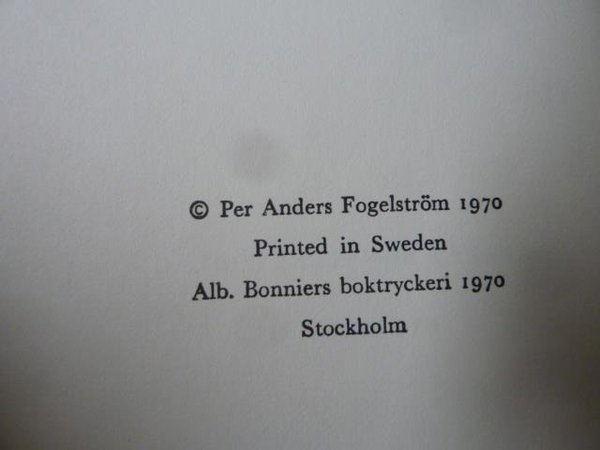 © Per Anders Fogelström 1970
Printed in Sweden
Alb. Bonniers boktryckeri 1970
Stockholm